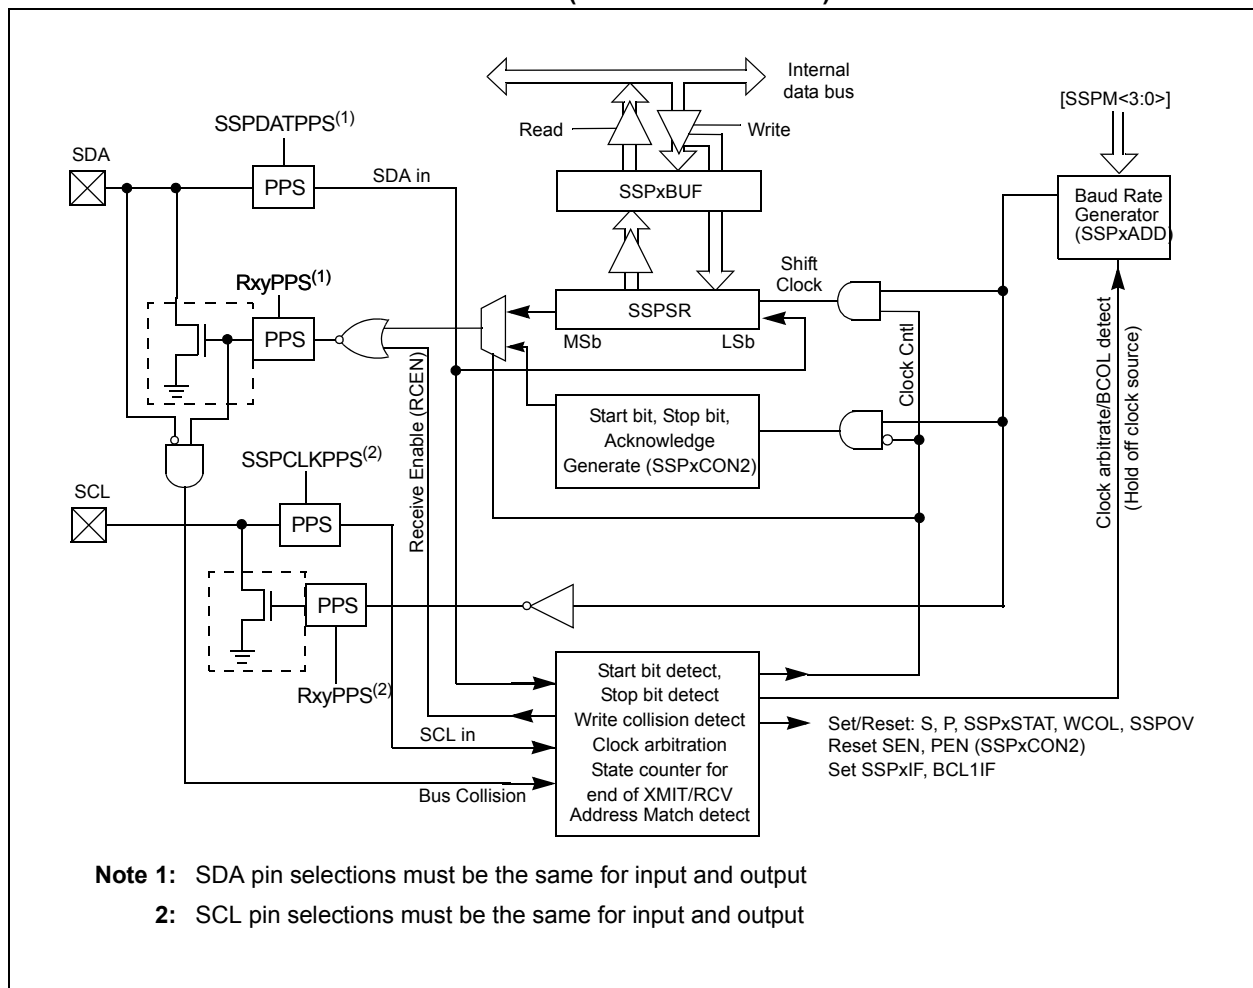 Internal
data bus
[SSPM<3:0>]
SSPDATPPS(1)
Read
Write
SDA
PPS
SDA in
SSPxBUF
Baud Rate
Generator
(SSPxADD)
Shift
Clock
RxyPPS(1)
SSPSR
PPS
MSb
LSb
Clock Cntl
Clock arbitrate/BCOL detect
(Hold off clock source)
Receive Enable (RCEN)
Start bit, Stop bit,
Acknowledge
Generate (SSPxCON2)
SSPCLKPPS(2)
SCL
PPS
PPS
RxyPPS(2)
Start bit detect,
Stop bit detect
Write collision detect
Clock arbitration
State counter for
end of XMIT/RCV
Address Match detect
SCL in
Bus Collision
Set/Reset: S, P, SSPxSTAT, WCOL, SSPOV
Reset SEN, PEN (SSPxCON2)
Set SSPxIF, BCL1IF
Note 1: SDA pin selections must be the same for input and output
2: SCL pin selections must be the same for input and output